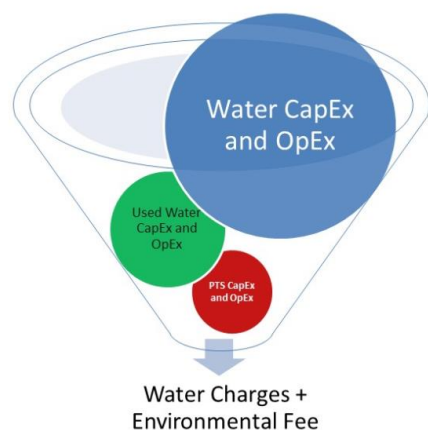 Water CapEx
and OpEx
Used Water
CapEx and
OpEx
PTS CapEx
and OpEx
Water Charges +
Environmental Fee